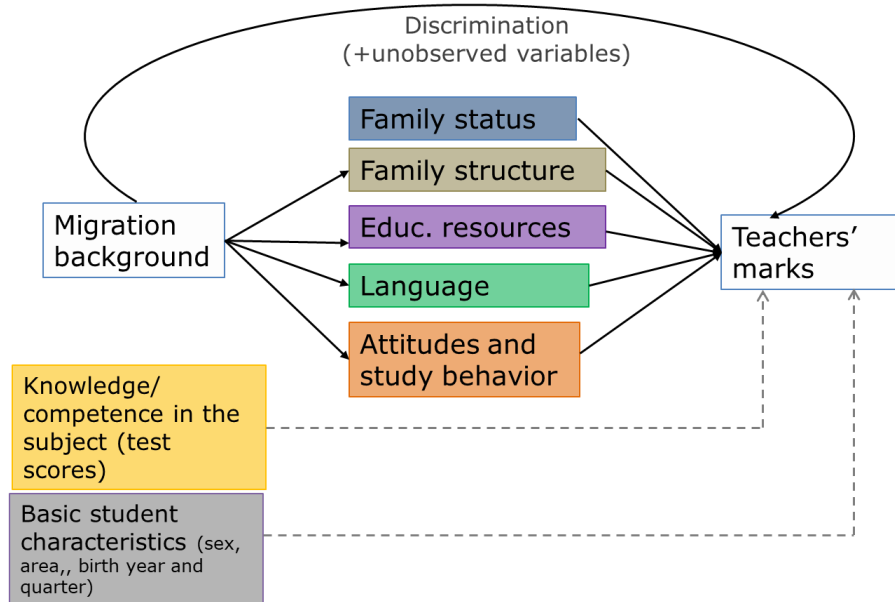 Discrimination
(+unobserved variables)
Family status
Family structure
Migration
background
Educ. resources
Teachers’
marks
Language
Attitudes and
study behavior
Knowledge/
competence in the
subject (test
scores)
Basic student
characteristics (sex,
area,, birth year and
quarter)